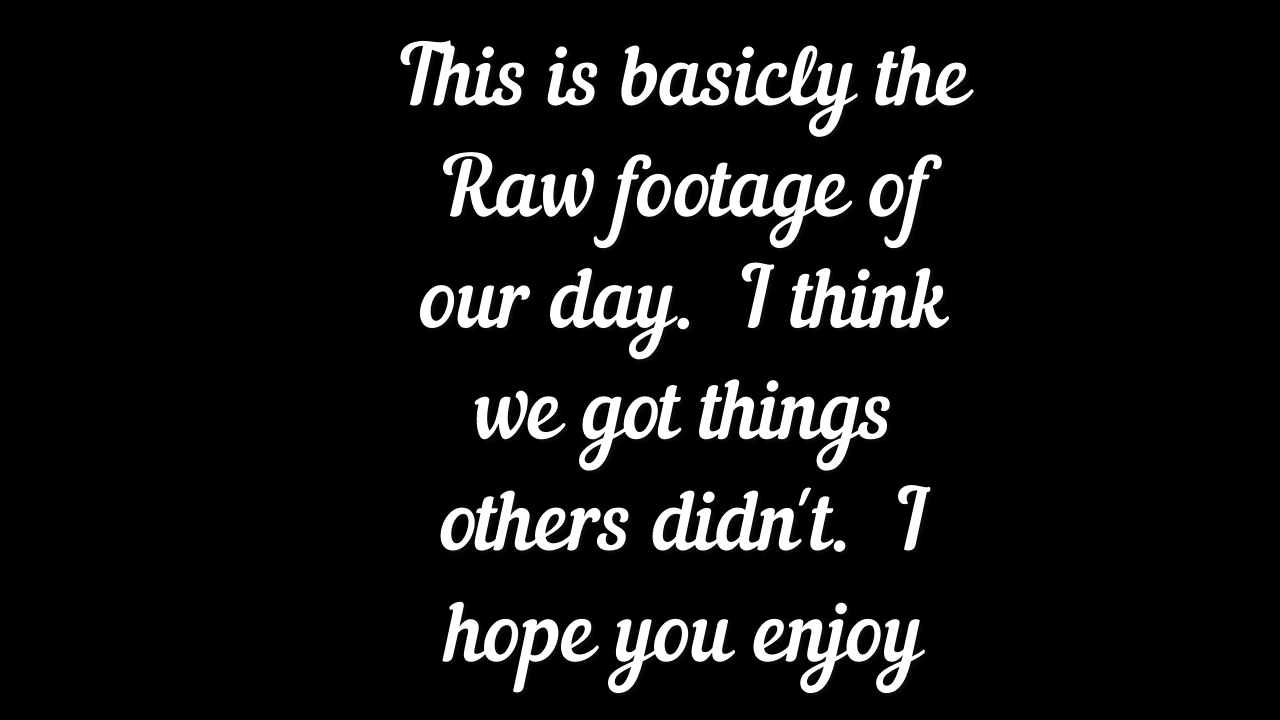 This is basicly the
Raw footage of
our day.  I think
we got things
others didn't.  I
hope you enjoy